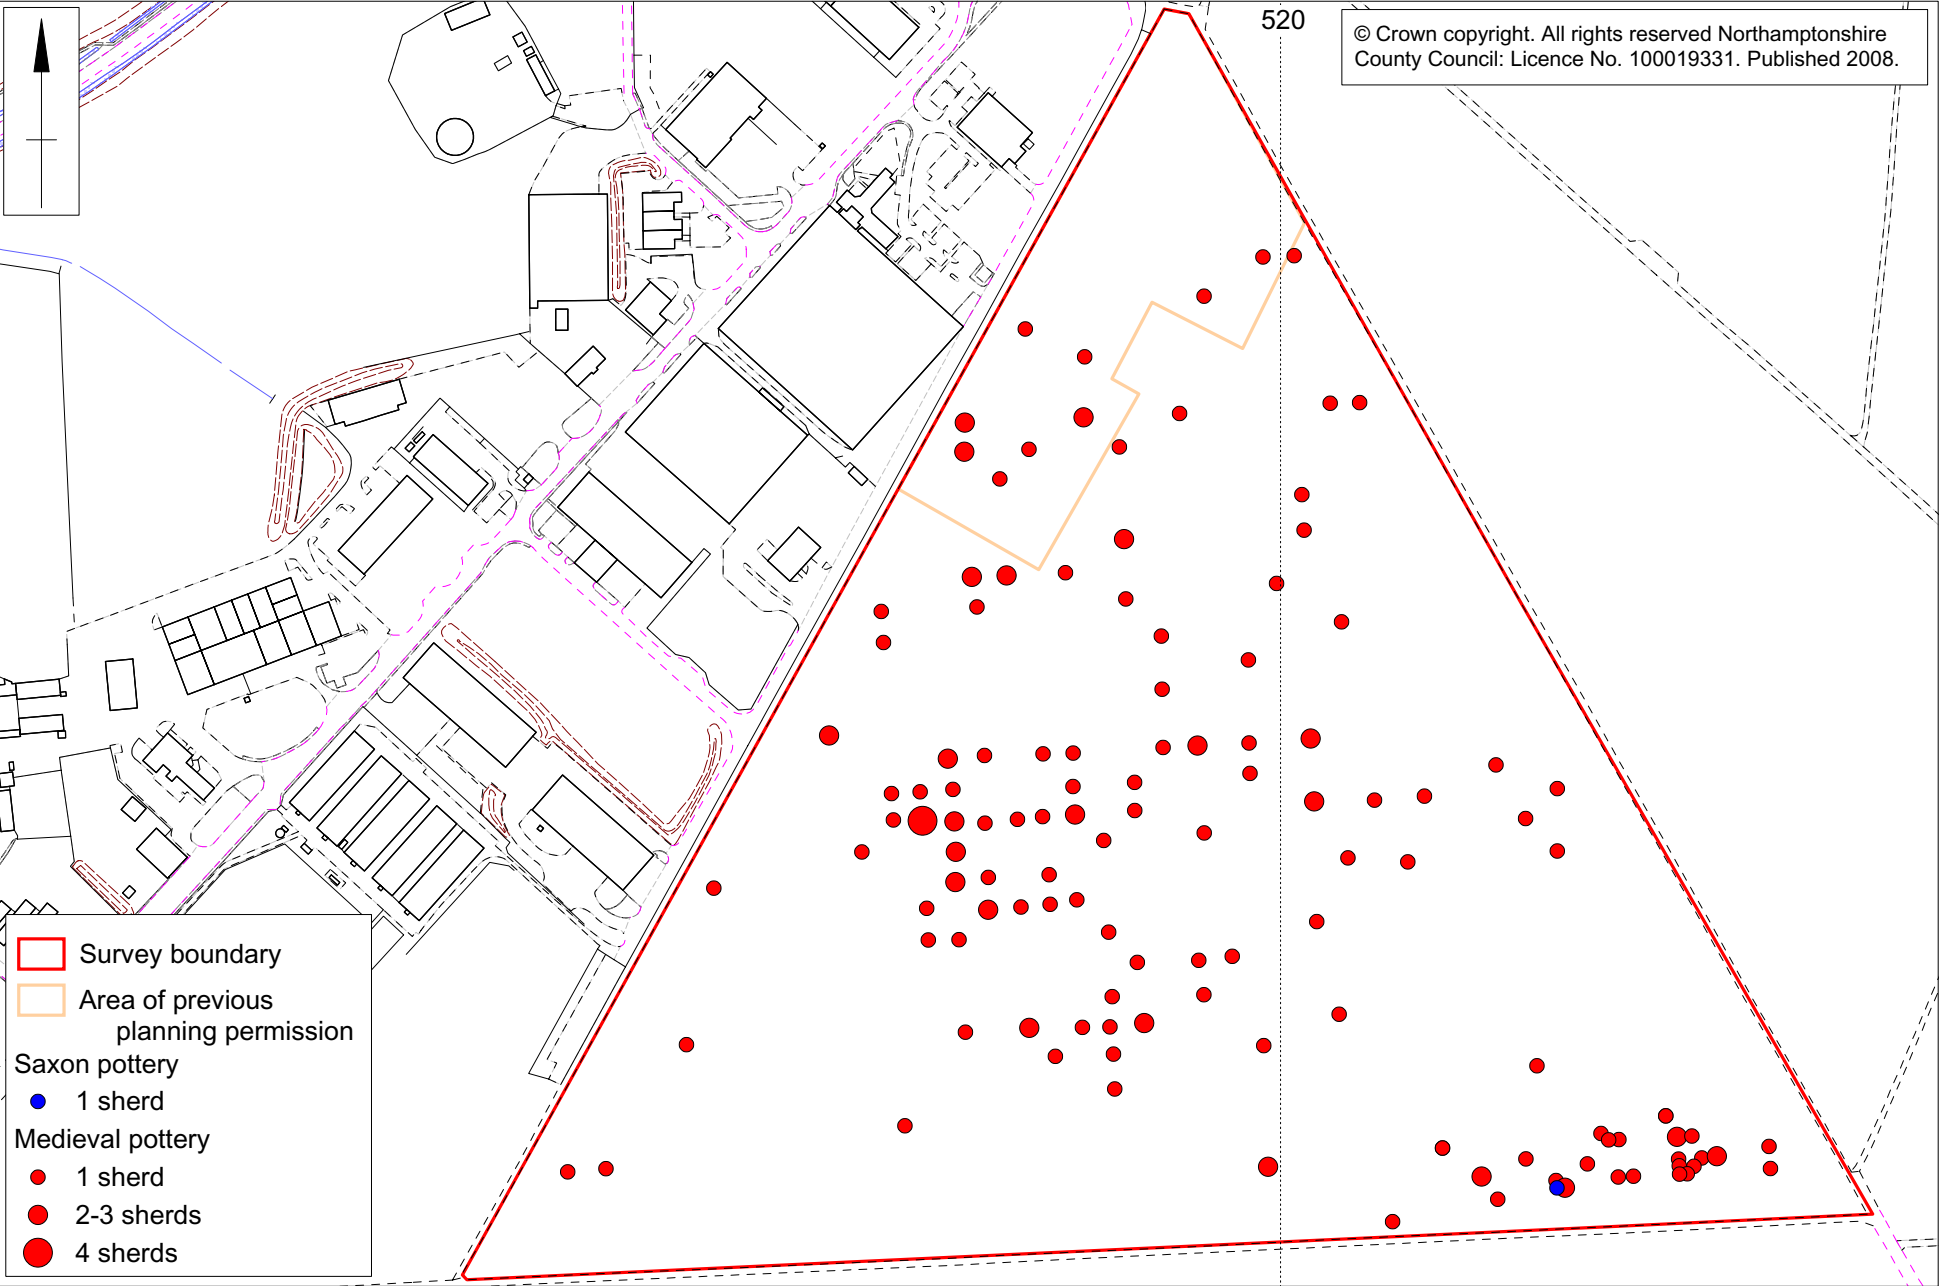 520
© Crown copyright. All rights reserved Northamptonshire
County Council: Licence No. 100019331. Published 2008.
Survey boundary
Area of previous
planning permission
Saxon pottery
1 sherd
Medieval pottery
1 sherd
2-3 sherds
4 sherds